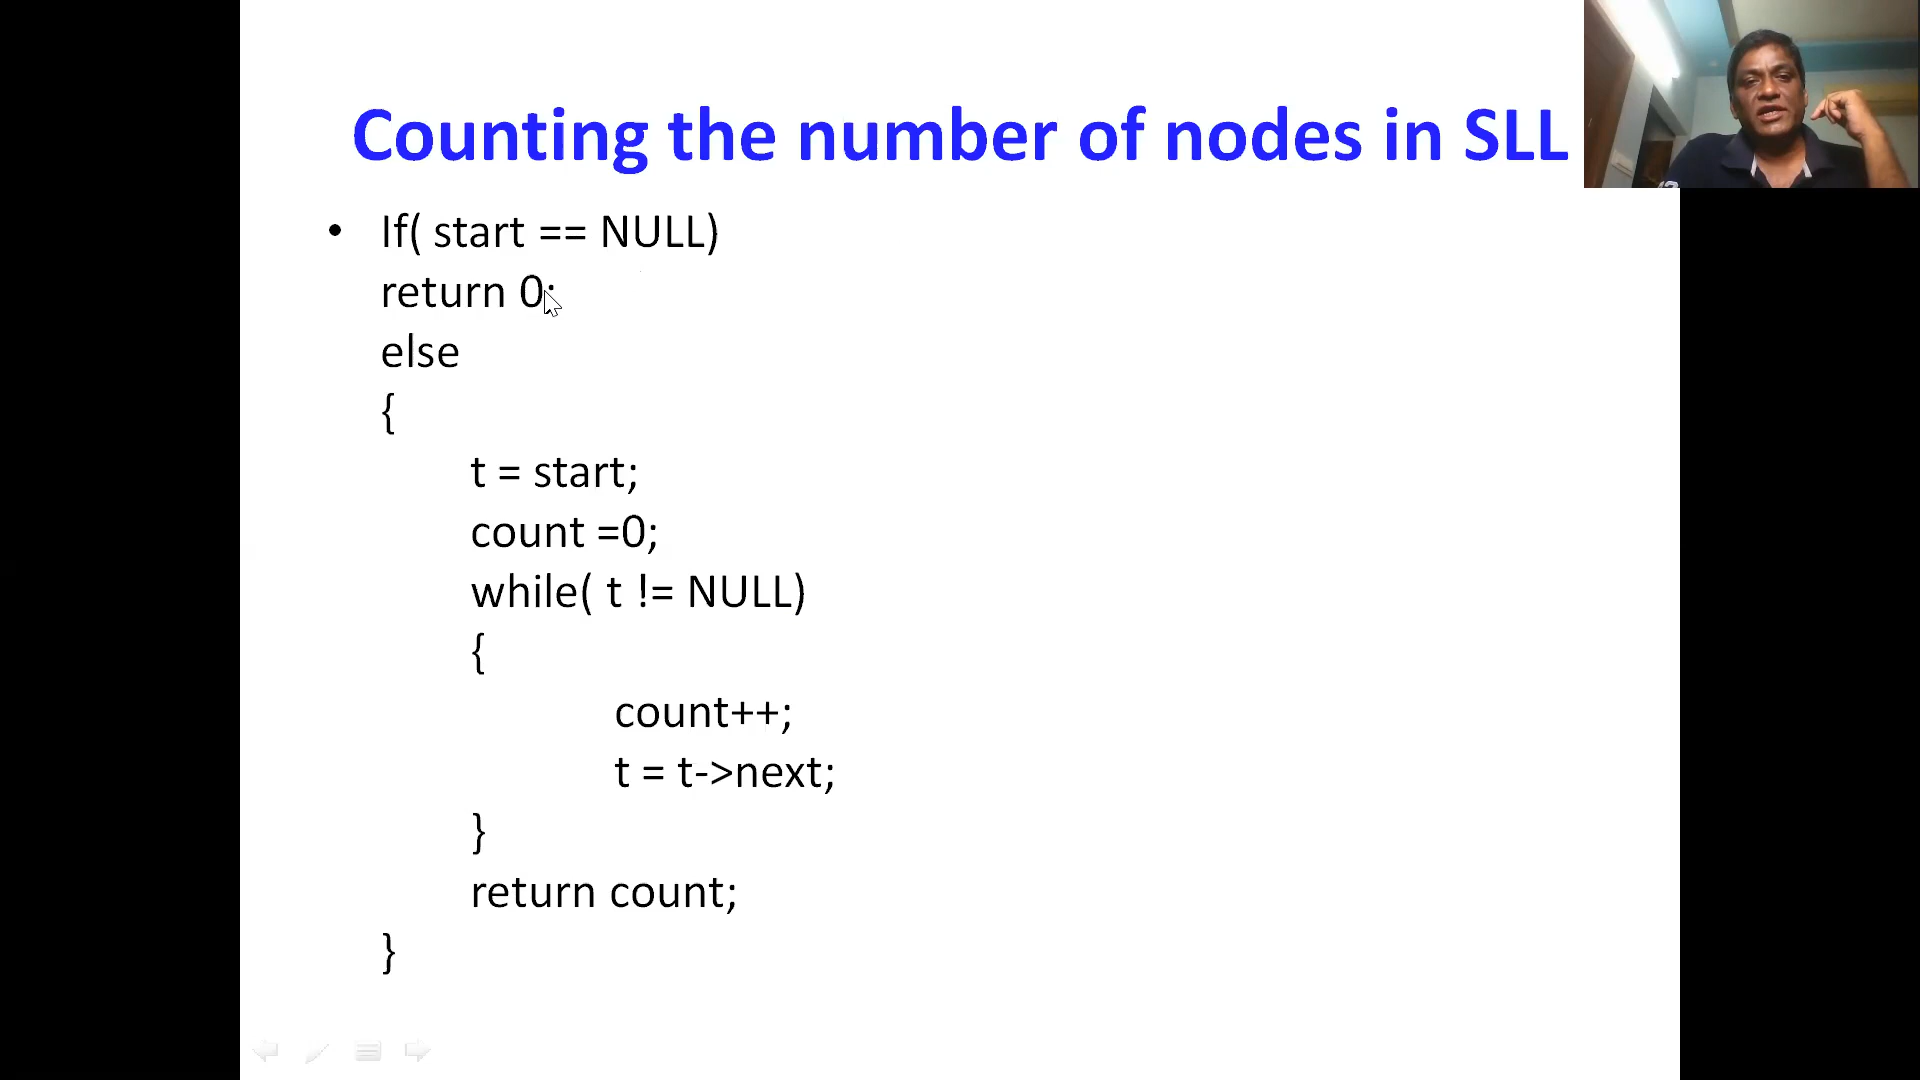 Counting the number of nodes in SLL
• If( start == NULL)
return 0;
else
{
t = start;
count =0;
while( t != NULL)
{
count++;
t = t->next;
}
return count;
}